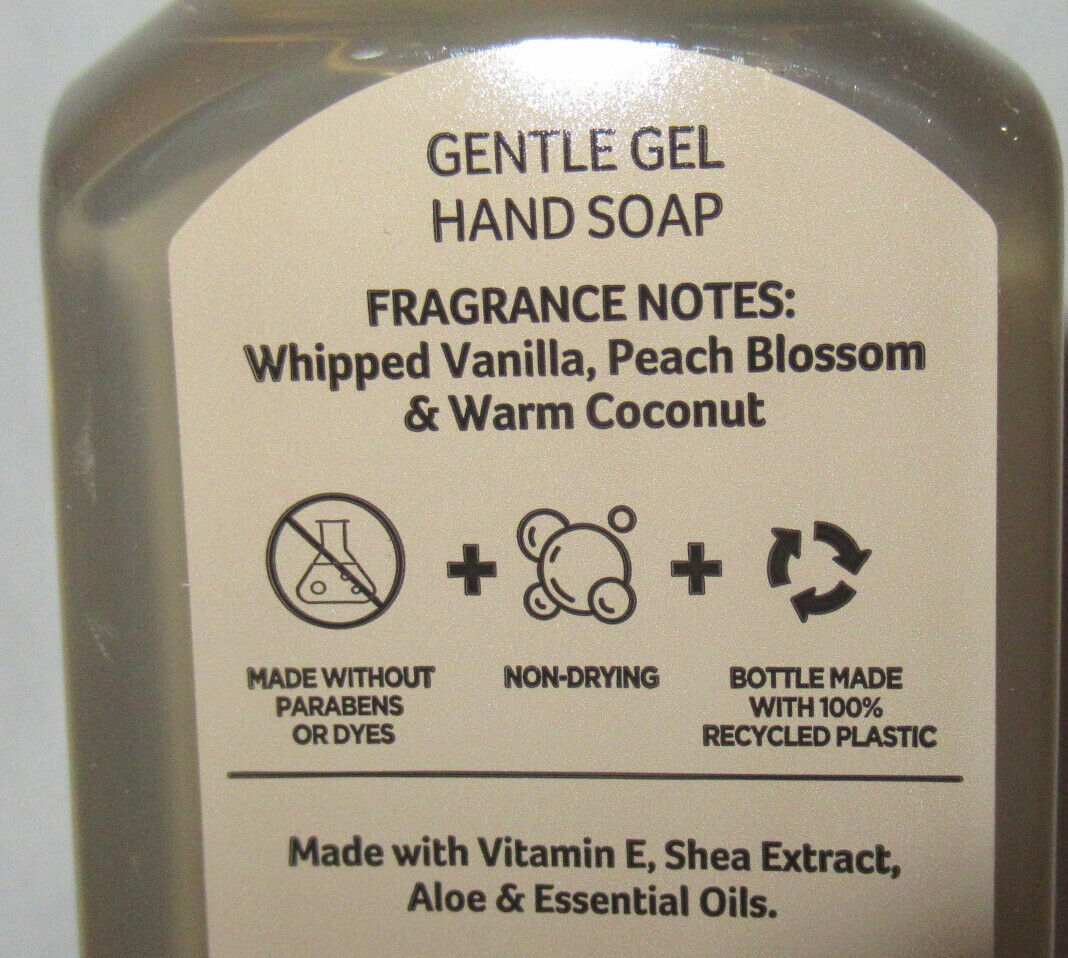 GENTLE GEL
HAND SOAP
FRAGRANCE NOTES:
Whipped Vanilla, Peach Blossom
& Warm Coconut
MADE WITHOUT
PARABENS
OR DYES
NON-DRYING
BOTTLE MADE
WITH 100%
RECYCLED PLASTIC
Made with Vitamin E, Shea Extract,
Aloe & Essential Oils.